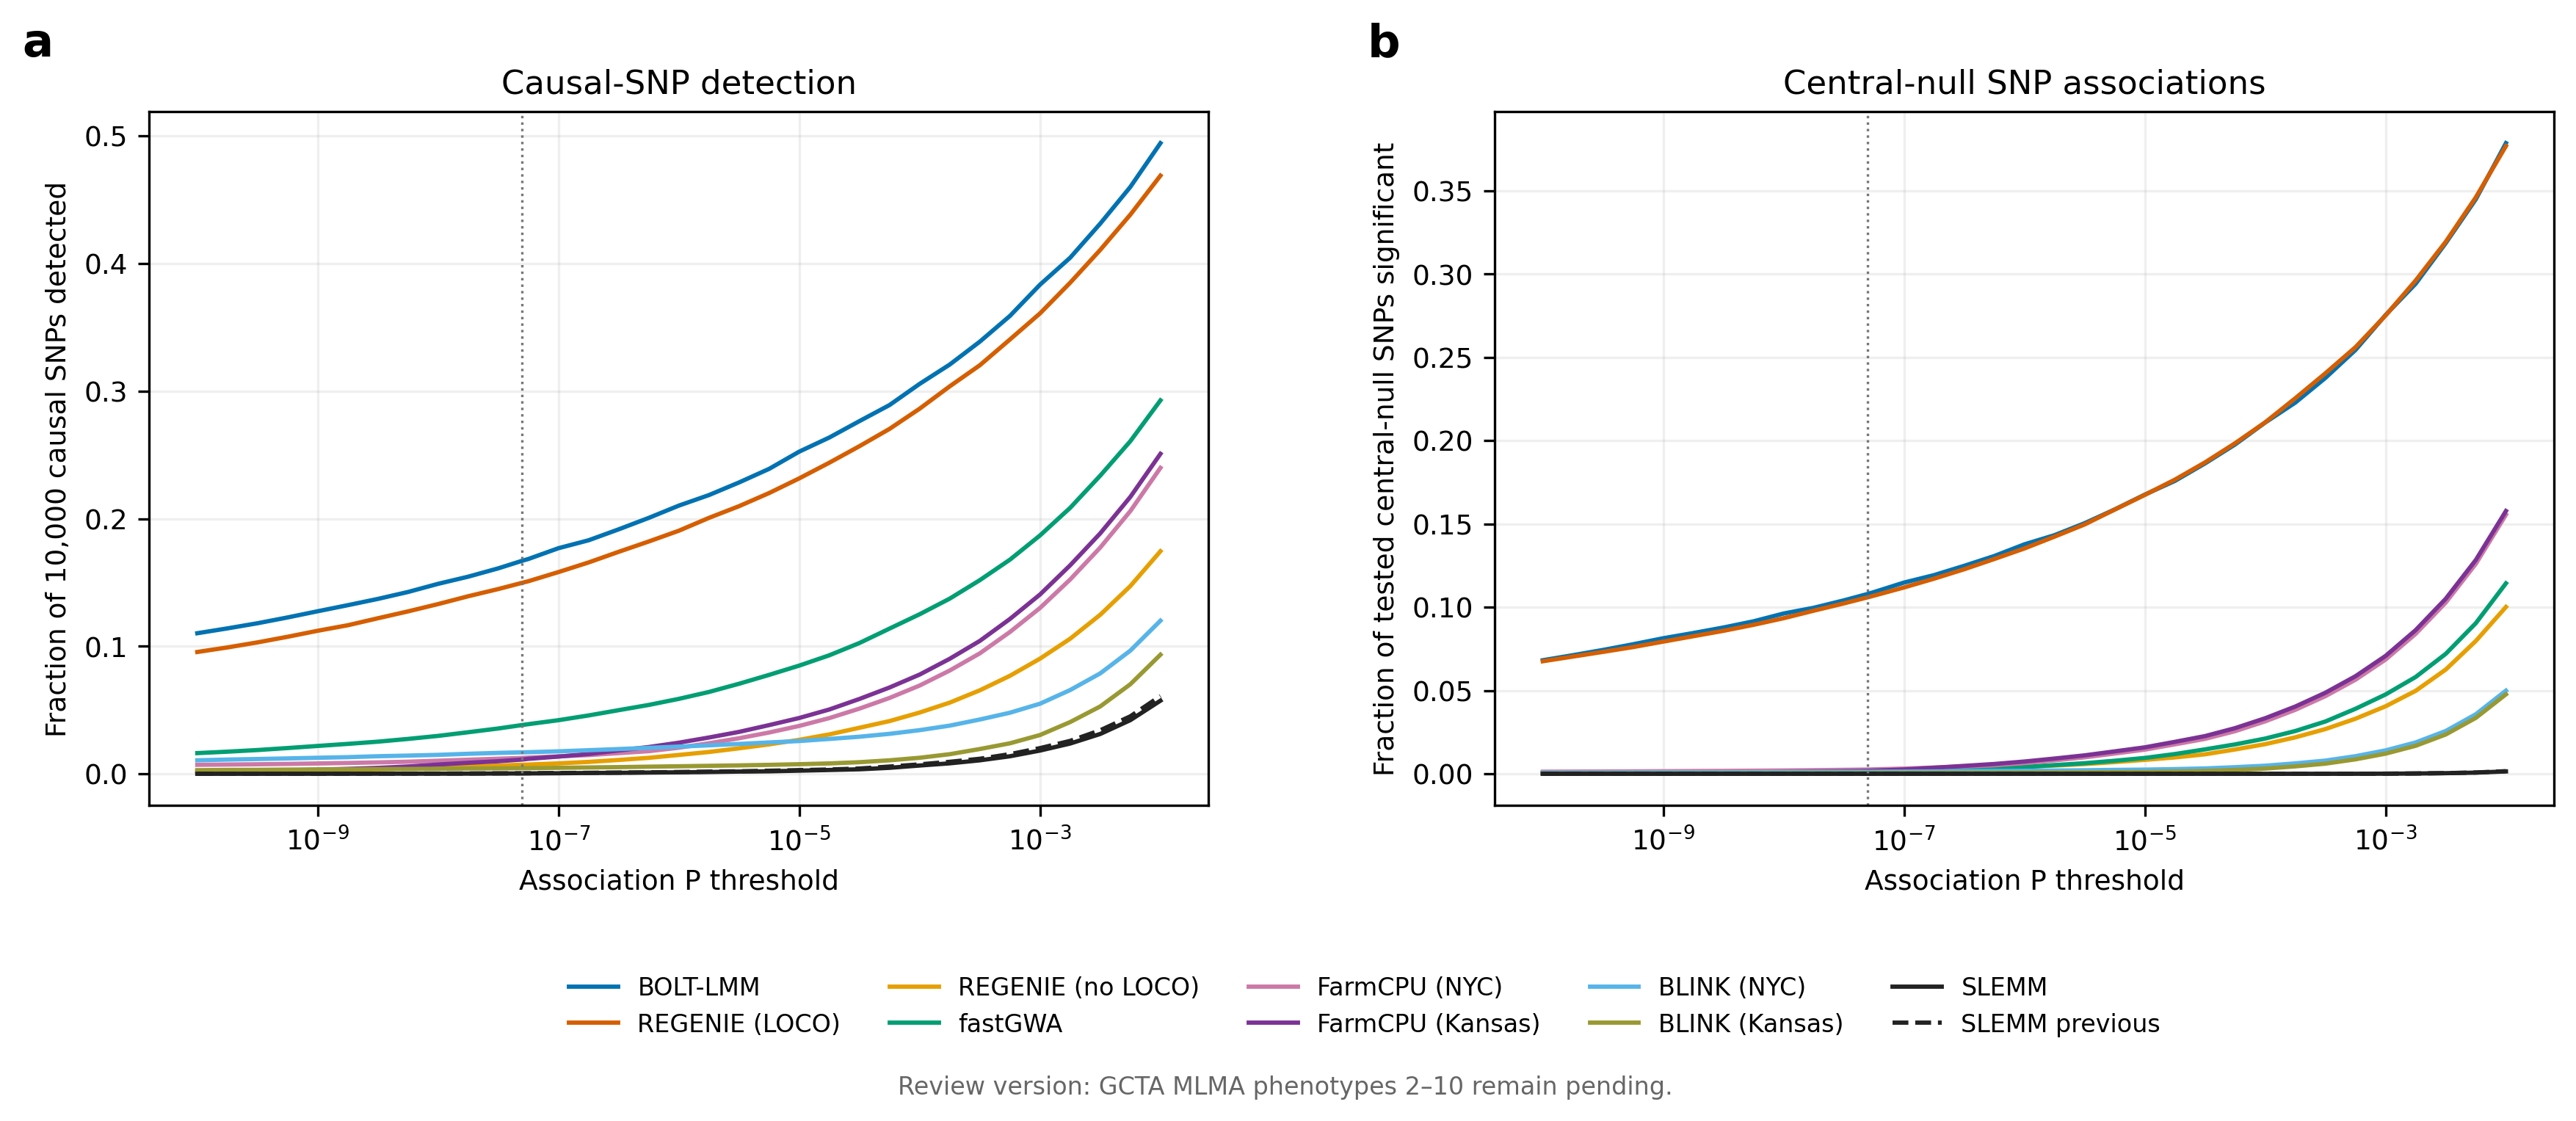 a
Causal-SNP detection
Fraction of 10,000 causal SNPs detected
0.5
0.4
0.3
0.2
0.1
0.0
10⁻⁹
10⁻⁷
10⁻⁵
10⁻³
Association P threshold
b
Central-null SNP associations
Fraction of tested central-null SNPs significant
0.35
0.30
0.25
0.20
0.15
0.10
0.05
0.00
10⁻⁹
10⁻⁷
10⁻⁵
10⁻³
Association P threshold
BOLT-LMM
REGENIE (LOCO)
REGENIE (no LOCO)
fastGWA
FarmCPU (NYC)
FarmCPU (Kansas)
BLINK (NYC)
BLINK (Kansas)
SLEMM
SLEMM previous
Review version: GCTA MLMA phenotypes 2–10 remain pending.